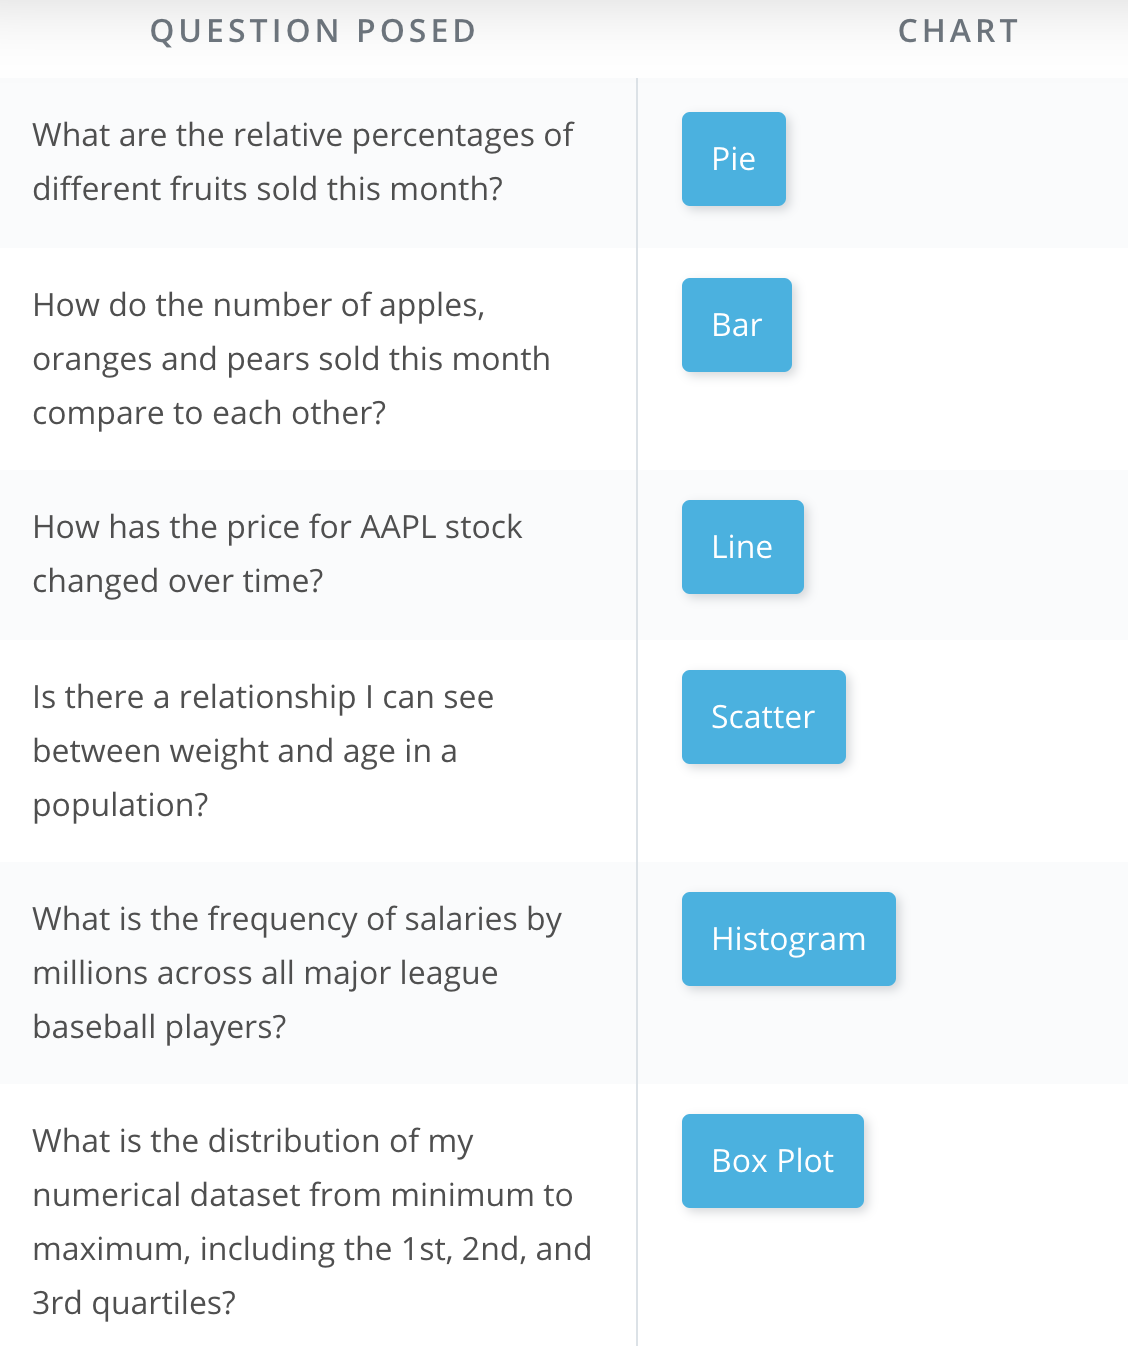 QUESTION POSED
CHART
What are the relative percentages of
different fruits sold this month?
Pie
How do the number of apples,
oranges and pears sold this month
compare to each other?
Bar
How has the price for AAPL stock
changed over time?
Line
Is there a relationship I can see
between weight and age in a
population?
Scatter
What is the frequency of salaries by
millions across all major league
baseball players?
Histogram
What is the distribution of my
numerical dataset from minimum to
maximum, including the 1st, 2nd, and
3rd quartiles?
Box Plot